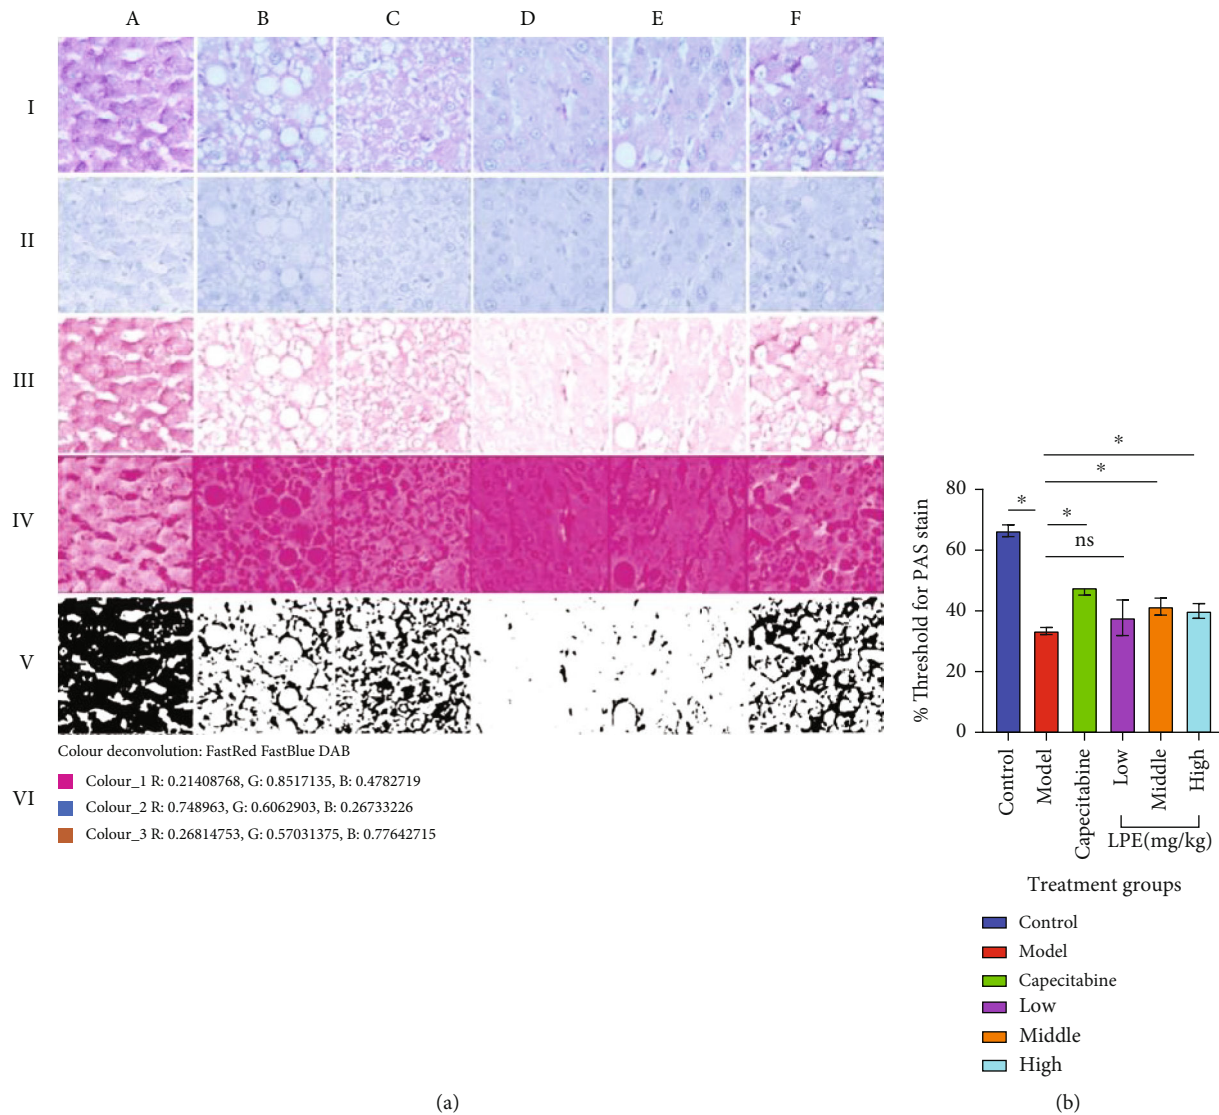 A B C D E F
I
II
III
IV
V
Colour deconvolution: FastRed FastBlue DAB
VI
Colour_1 R: 0.21408768, G: 0.8517135, B: 0.4782719
Colour_2 R: 0.748963, G: 0.6062903, B: 0.26733226
Colour_3 R: 0.26814753, G: 0.57031375, B: 0.77642715
(a)
% Threshold for PAS stain
80
60
40
20
0
*
*
*
*
ns
Control
Model
Capecitabine
Low
Middle
High
LPE(mg/kg)
Treatment groups
Control
Model
Capecitabine
Low
Middle
High
(b)